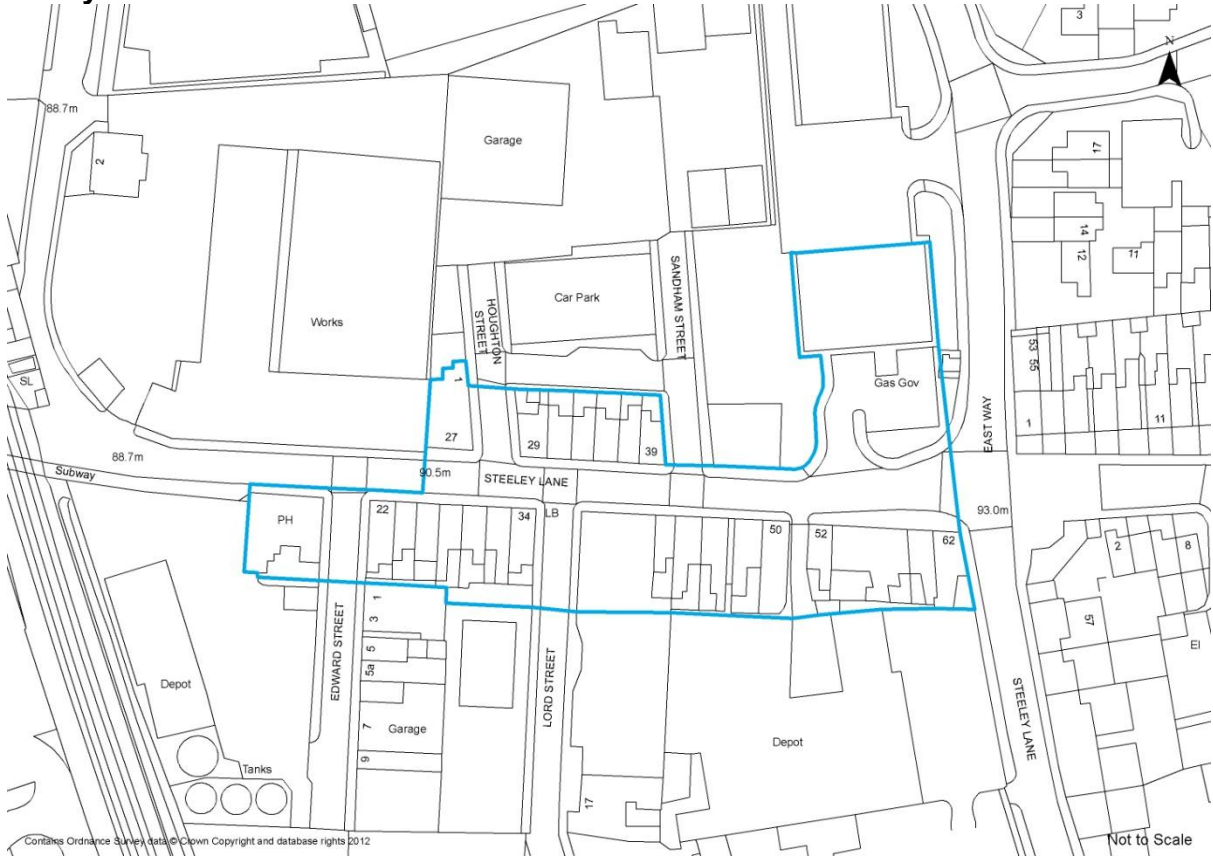 3
N
88.7m
2
Garage
17
14
12
11
SANDHAM STREET
HOUGHTON
STREET
Car Park
Works
53 55
SL
1
Gas Gov
EAST WAY
1
11
27
29
39
88.7m
90.5m
Subway
STEELEY LANE
PH
22
34
LB
50
52
62
93.0m
2
8
1
3
57
5
5a
El
EDWARD STREET
LORD STREET
STEELEY LANE
Depot
7
Garage
Depot
9
Tanks
17
Contains Ordnance Survey data © Crown Copyright and database rights 2012
Not to Scale